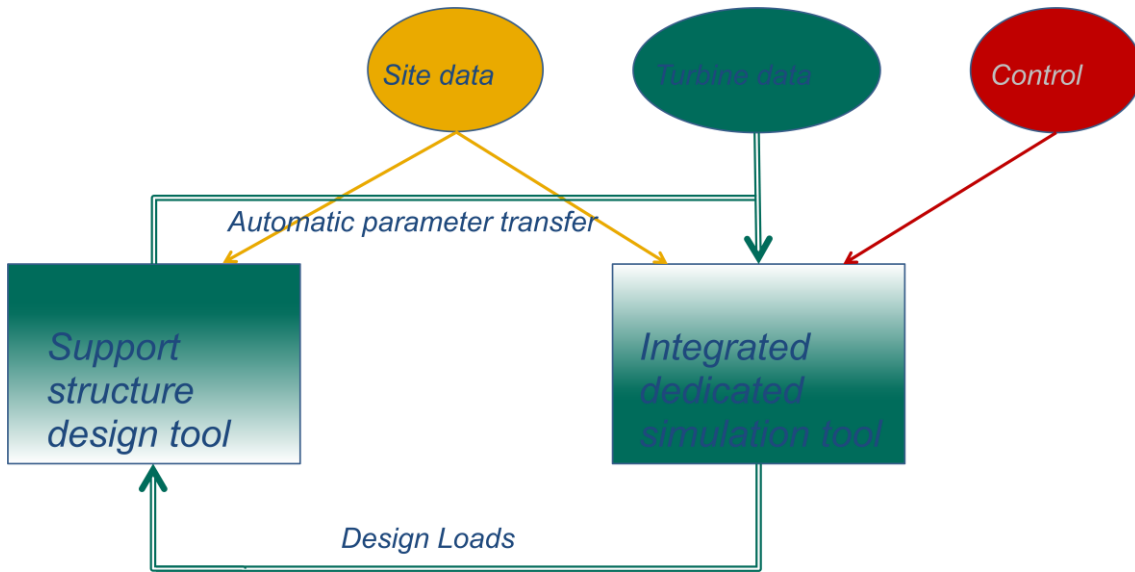 Site data
Turbine data
Control
Automatic parameter transfer
Support
structure
design tool
Integrated
dedicated
simulation tool
Design Loads